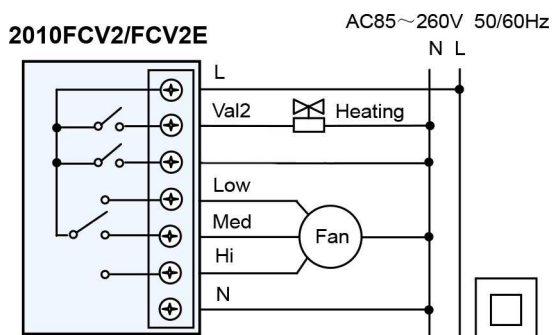 AC85～260V 50/60Hz
2010FCV2/FCV2E
N L
L
Val2 Heating
Low
Med
Fan
Hi
N